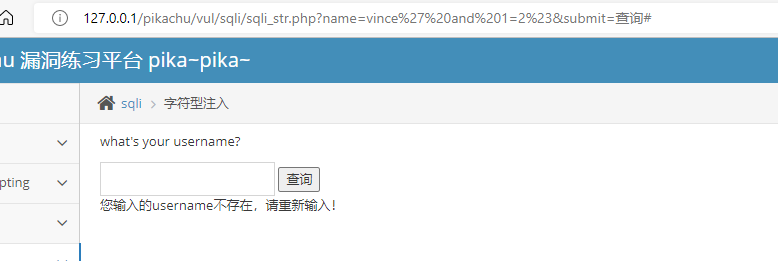 127.0.0.1/pikachu/vul/sqli/sqli_str.php?name=vince%27%20and%201=2%23&submit=查询#
u 漏洞练习平台 pika~pika~
sqli > 字符型注入
what's your username?
pting
查询
您输入的username不存在，请重新输入！